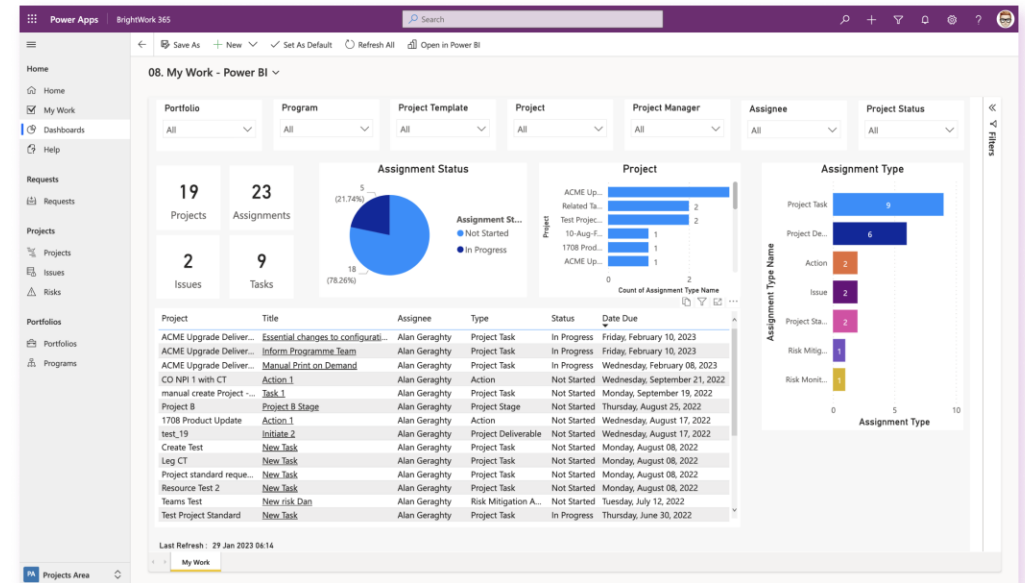 Power Apps BrightWork 365 Search
Save As New Set As Default Refresh All Open in Power BI
Home
Home
My Work
Dashboards
Help
Requests
Requests
Projects
Projects
Issues
Risks
Portfolios
Portfolios
Programs
PA Projects Area
08. My Work - Power BI
Portfolio Program Project Template Project Project Manager Assignee Project Status
All All All All All All All
Filters
19 23
Projects Assignments
2 9
Issues Tasks
Assignment Status
5
(21.74%)
18
(78.26%)
Assignment St...
Not Started
In Progress
Project
Project
ACME Up...
Related Ta... 2
Test Projec... 2
10-Aug-F... 1
1708 Prod... 1
ACME Up... 1
0 2
Count of Assignment Type Name
Assignment Type
Assignment Type Name
Project Task 9
Project De... 6
Action 2
Issue 2
Project Sta... 2
Risk Mitig... 1
Risk Monit... 1
0 5 10
Assignment Type
Project Title Assignee Type Status Date Due
ACME Upgrade Deliver... Essential changes to configurati... Alan Geraghty Project Task In Progress Friday, February 10, 2023
ACME Upgrade Deliver... Inform Programme Team Alan Geraghty Project Task In Progress Friday, February 10, 2023
ACME Upgrade Deliver... Manual Print on Demand Alan Geraghty Project Task In Progress Wednesday, February 08, 2023
CO NPI 1 with CT Action 1 Alan Geraghty Action Not Started Wednesday, September 21, 2022
manual create Project -... Task 1 Alan Geraghty Project Task Not Started Monday, September 19, 2022
Project B Project B Stage Alan Geraghty Project Stage Not Started Thursday, August 25, 2022
1708 Product Update Action 1 Alan Geraghty Action Not Started Wednesday, August 17, 2022
test_19 Initiate 2 Alan Geraghty Project Deliverable Not Started Wednesday, August 17, 2022
Create Test New Task Alan Geraghty Project Task Not Started Monday, August 08, 2022
Leg CT New Task Alan Geraghty Project Task Not Started Monday, August 08, 2022
Project standard reque... New Task Alan Geraghty Project Task Not Started Monday, August 08, 2022
Resource Test 2 New Task Alan Geraghty Project Task Not Started Monday, August 08, 2022
Teams Test New risk Dan Alan Geraghty Risk Mitigation A... Not Started Tuesday, July 12, 2022
Test Project Standard New Task Alan Geraghty Project Task In Progress Thursday, June 30, 2022
Last Refresh : 29 Jan 2023 06:14
My Work